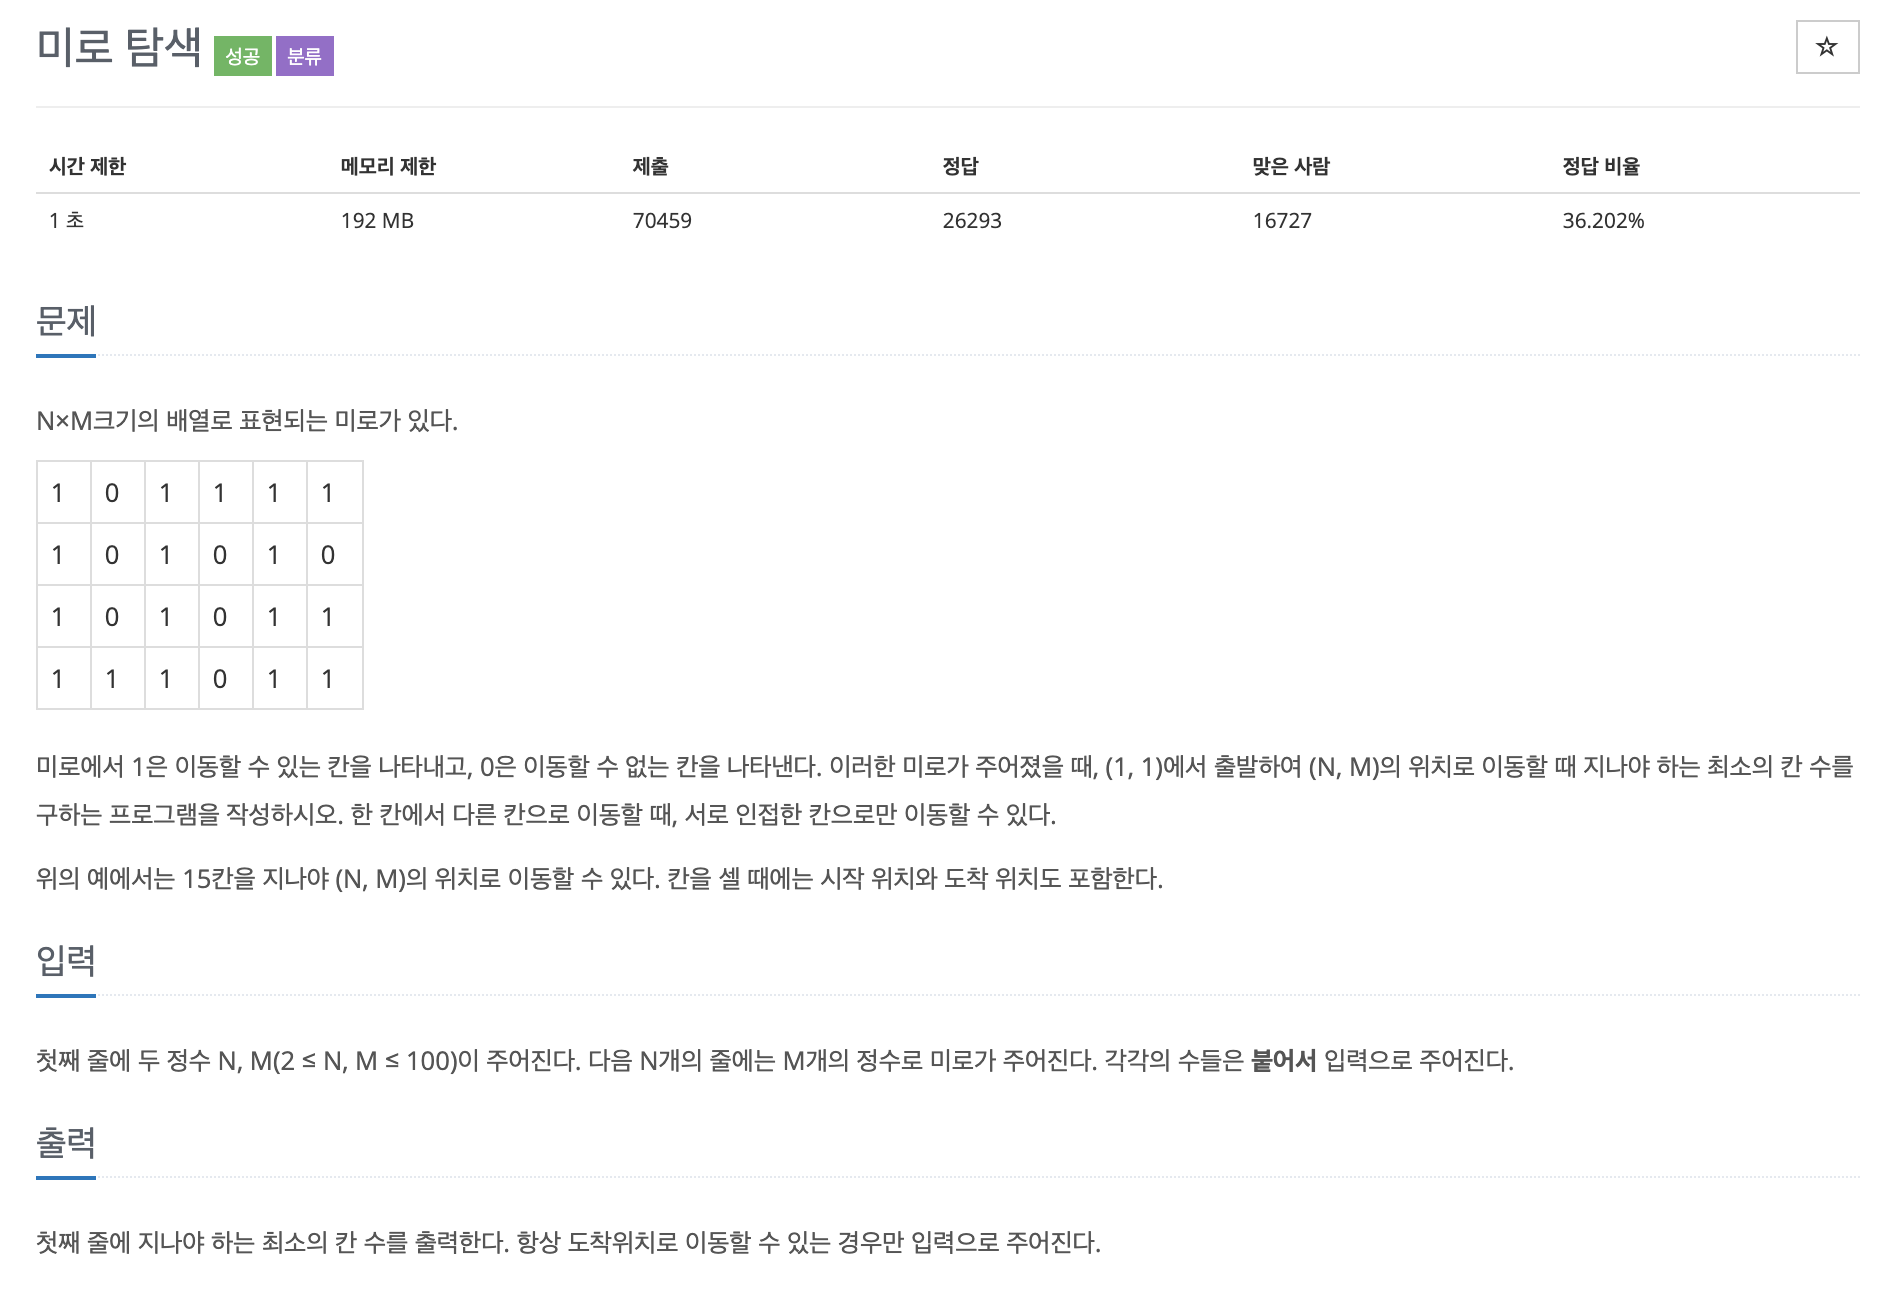 미로 탐색 성공 분류
시간 제한 메모리 제한 제출 정답 맞은 사람 정답 비율
1 초 192 MB 70459 26293 16727 36.202%
문제
N×M크기의 배열로 표현되는 미로가 있다.
1 0 1 1 1 1
1 0 1 0 1 0
1 0 1 0 1 1
1 1 1 0 1 1
미로에서 1은 이동할 수 있는 칸을 나타내고, 0은 이동할 수 없는 칸을 나타낸다. 이러한 미로가 주어졌을 때, (1, 1)에서 출발하여 (N, M)의 위치로 이동할 때 지나야 하는 최소의 칸 수를
구하는 프로그램을 작성하시오. 한 칸에서 다른 칸으로 이동할 때, 서로 인접한 칸으로만 이동할 수 있다.
위의 예에서는 15칸을 지나야 (N, M)의 위치로 이동할 수 있다. 칸을 셀 때에는 시작 위치와 도착 위치도 포함한다.
입력
첫째 줄에 두 정수 N, M(2 ≤ N, M ≤ 100)이 주어진다. 다음 N개의 줄에는 M개의 정수로 미로가 주어진다. 각각의 수들은 붙어서 입력으로 주어진다.
출력
첫째 줄에 지나야 하는 최소의 칸 수를 출력한다. 항상 도착위치로 이동할 수 있는 경우만 입력으로 주어진다.